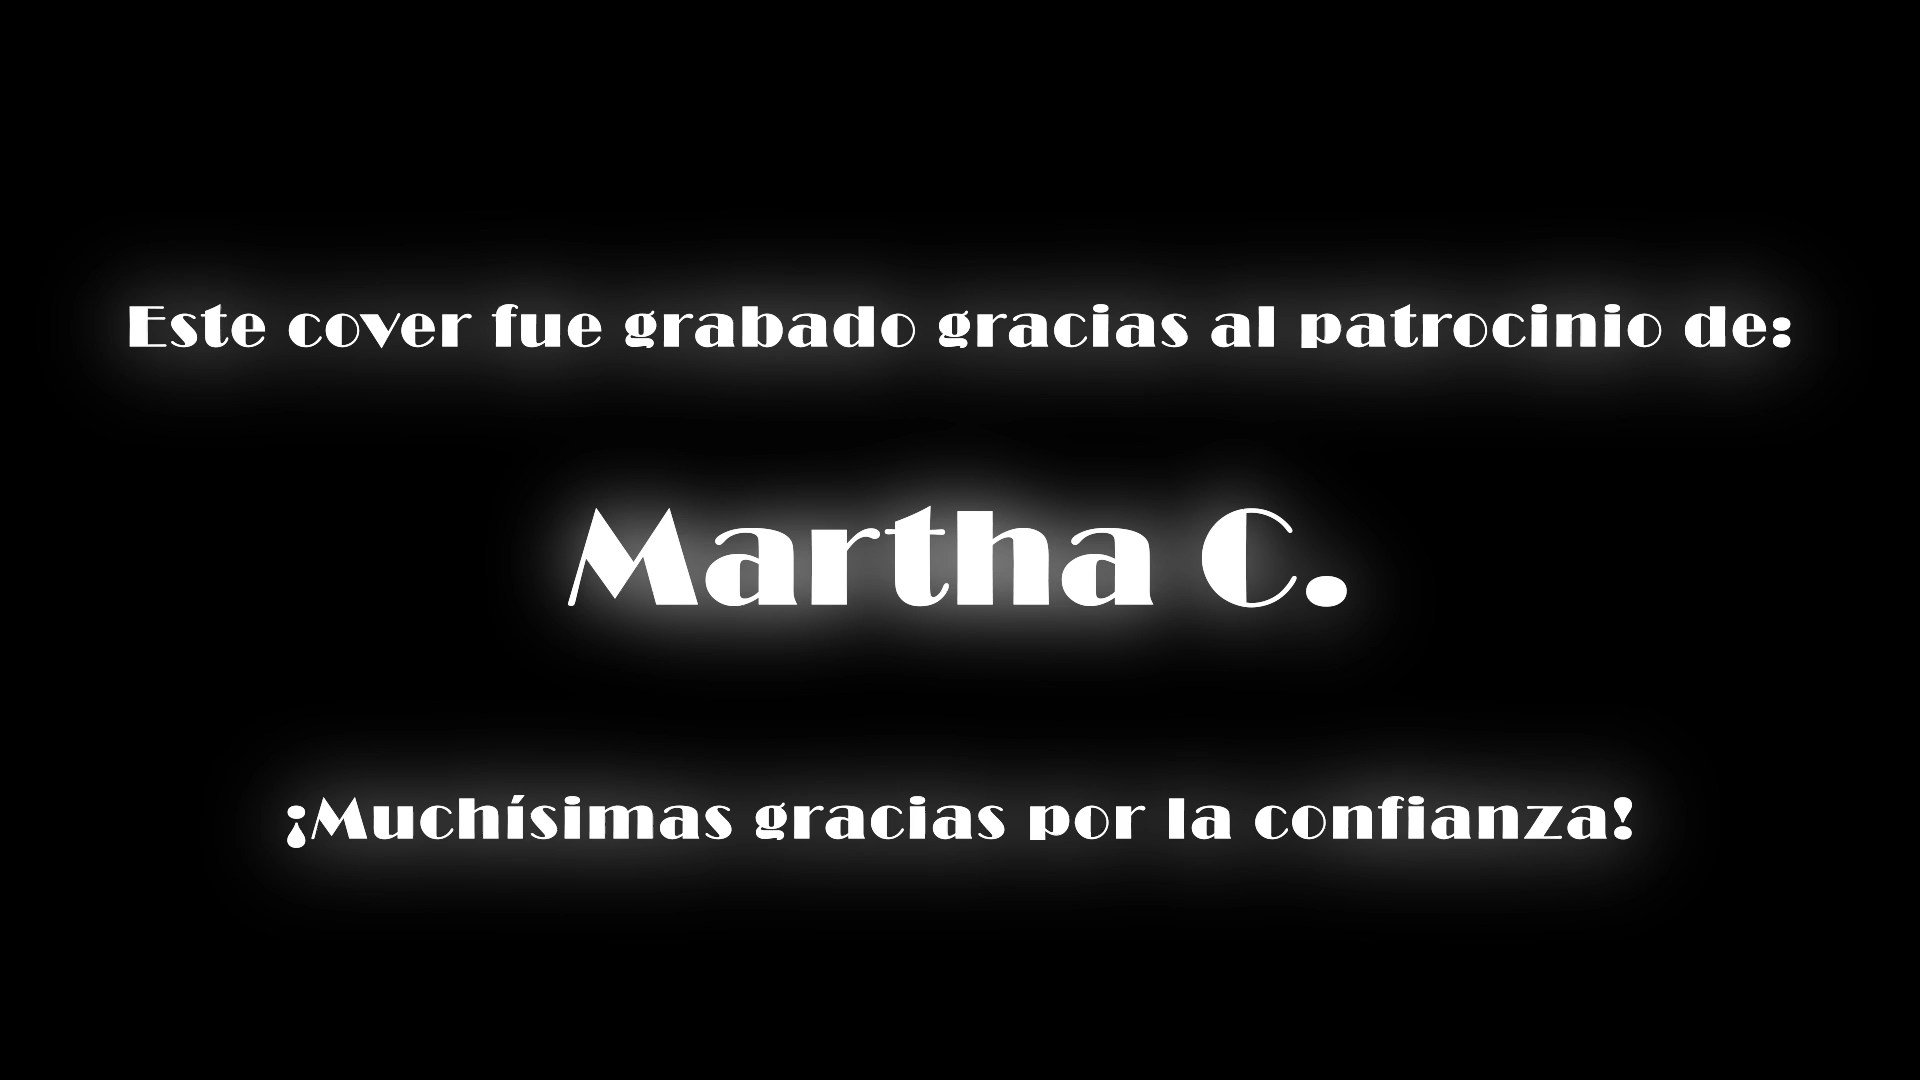 Este cover fue grabado gracias al patrocinio de:
Martha C.
¡Muchísimas gracias por la confianza!